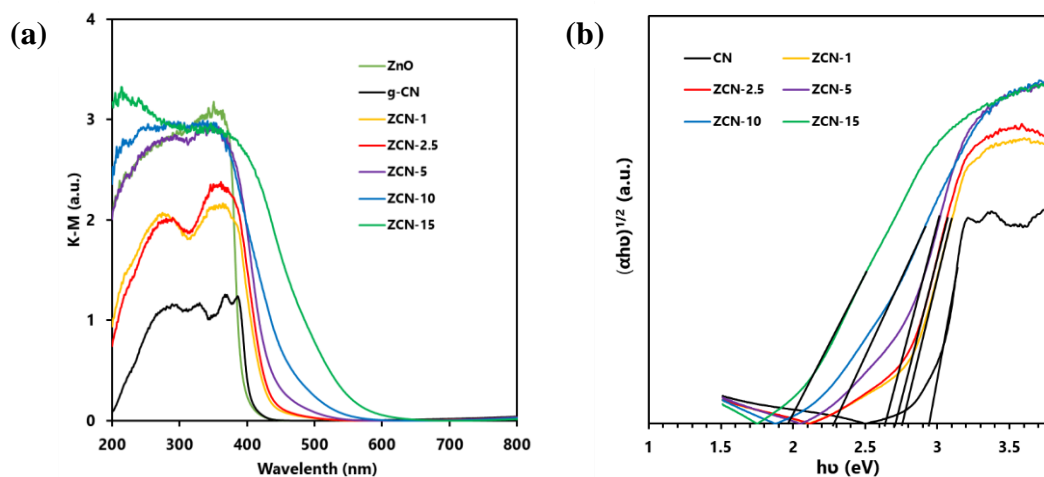 (a)
4
3
2
1
0
K-M (a.u.)
200 300 400 500 600 700 800
Wavelenth (nm)
ZnO
g-CN
ZCN-1
ZCN-2.5
ZCN-5
ZCN-10
ZCN-15
(b)
(αhυ)1/2 (a.u.)
CN ZCN-1
ZCN-2.5 ZCN-5
ZCN-10 ZCN-15
1 1.5 2 2.5 3 3.5
hυ (eV)